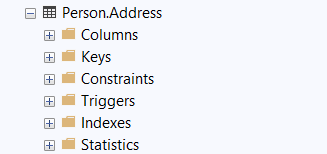 Person.Address
Columns
Keys
Constraints
Triggers
Indexes
Statistics